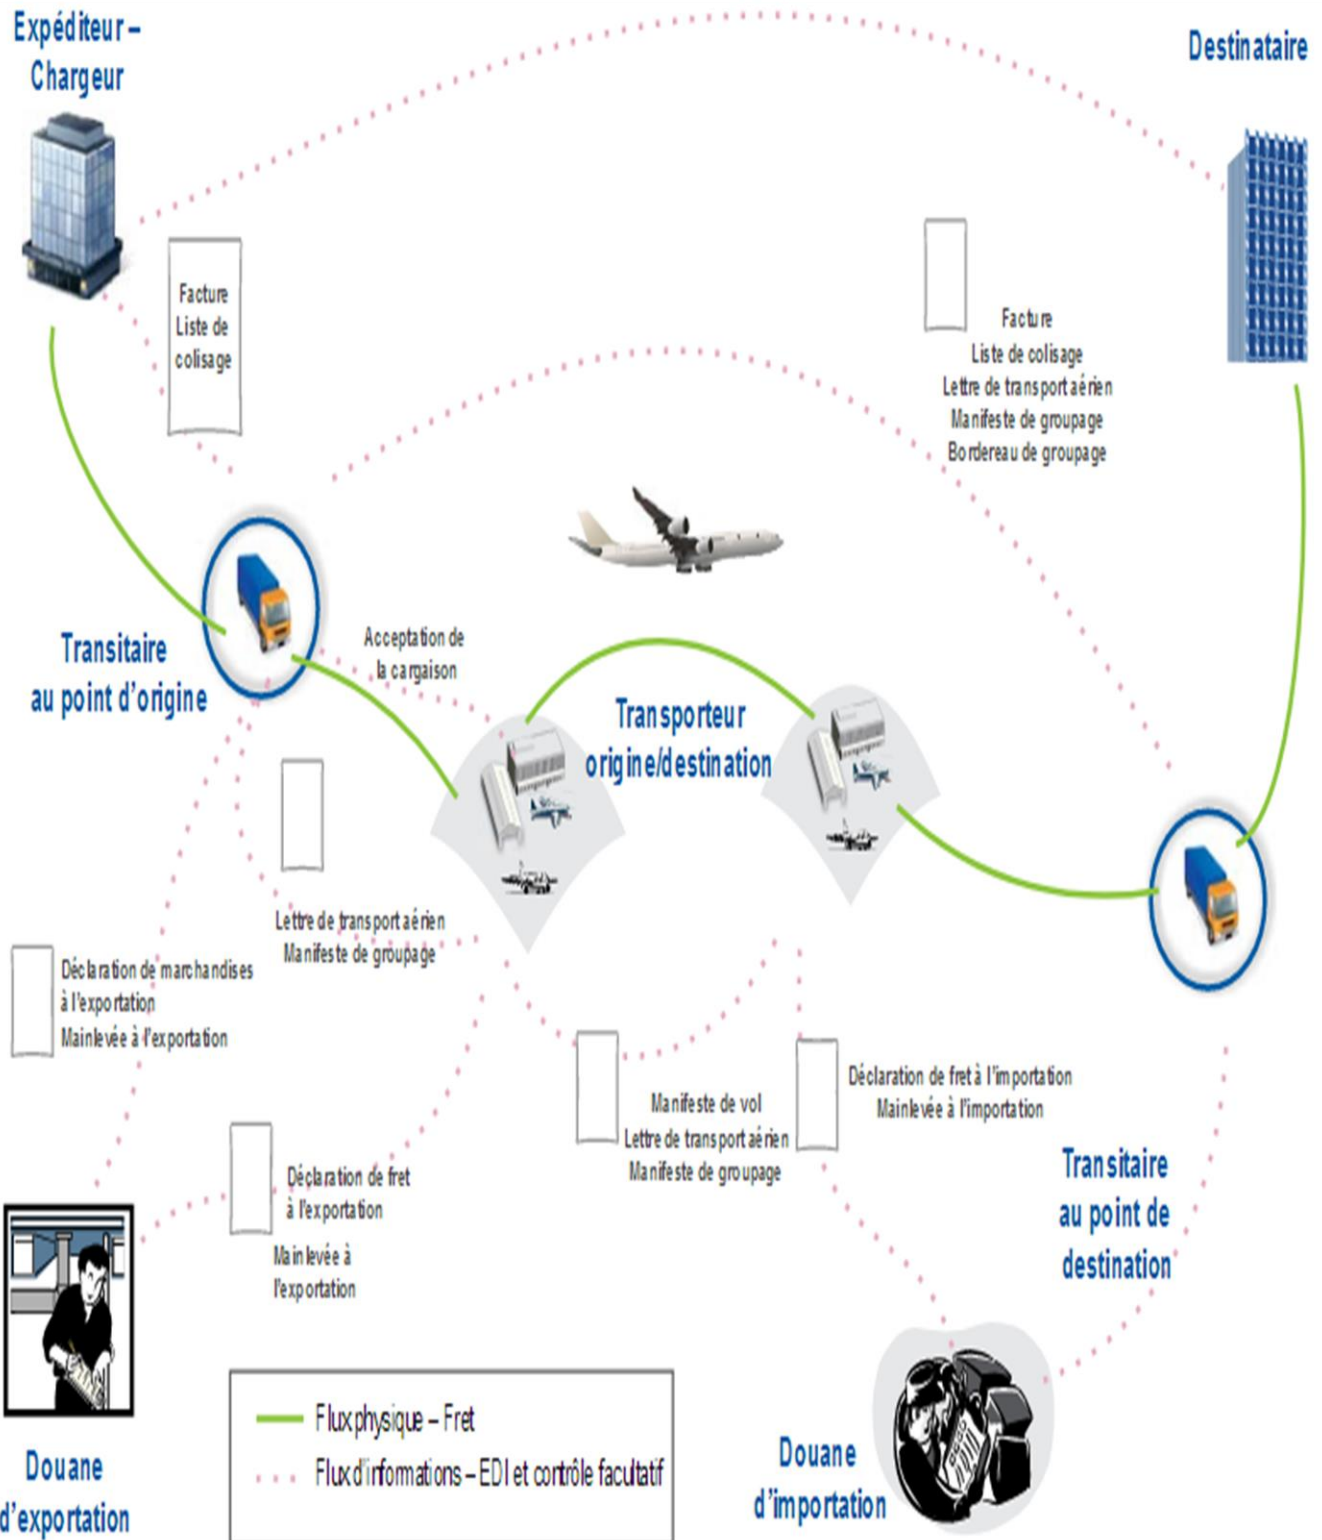 Expéditeur –
Chargeur
Destinataire
Facture
Liste de
colisage
Facture
Liste de colisage
Lettre de transport aérien
Manifeste de groupage
Bordereau de groupage
Acceptation de
la cargaison
Transitaire
au point d'origine
Transporteur
origine/destination
Lettre de transport aérien
Manifeste de groupage
Déclaration de marchandises
à l'exportation
Mainlevée à l'exportation
Manifeste de vol
Lettre de transport aérien
Manifeste de groupage
Déclaration de fret à l'importation
Mainlevée à l'importation
Déclaration de fret
à l'exportation
Mainlevée à
l'exportation
Transitaire
au point de
destination
Flux physique – Fret
Flux d'informations – EDI et contrôle facultatif
Douane
d'exportation
Douane
d'importation